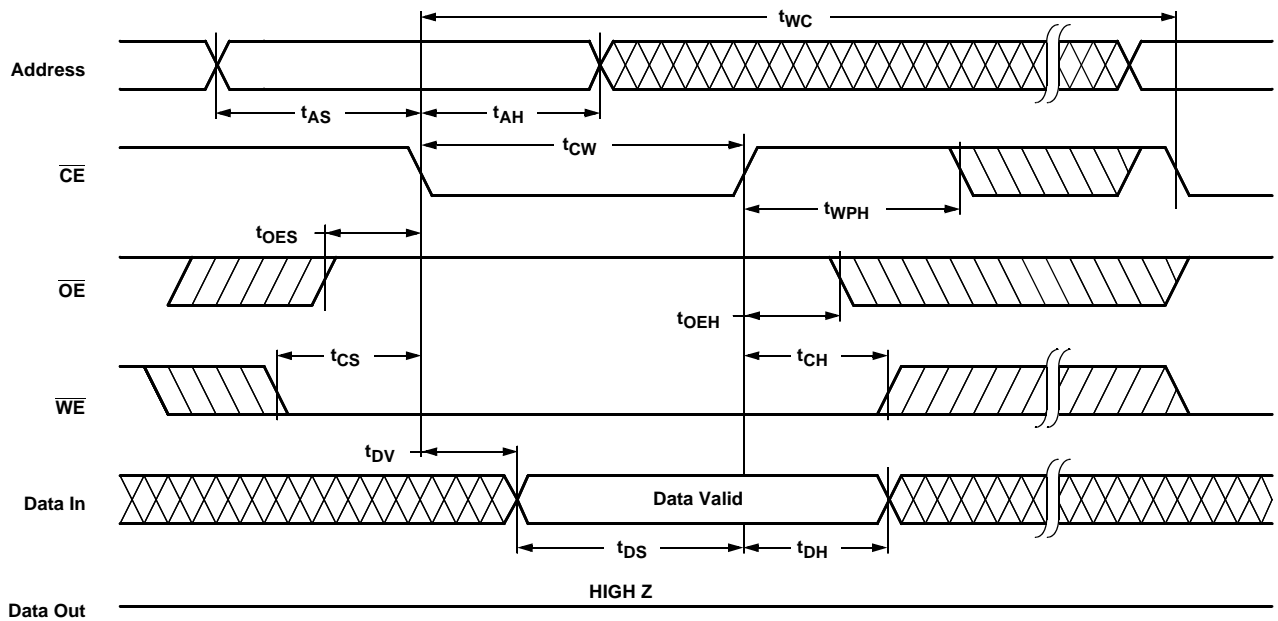 tWC
Address
tAS
tAH
CE
tCW
tWPH
tOES
OE
tOEH
tCS
tCH
WE
tDV
Data In
Data Valid
tDS
tDH
HIGH Z
Data Out